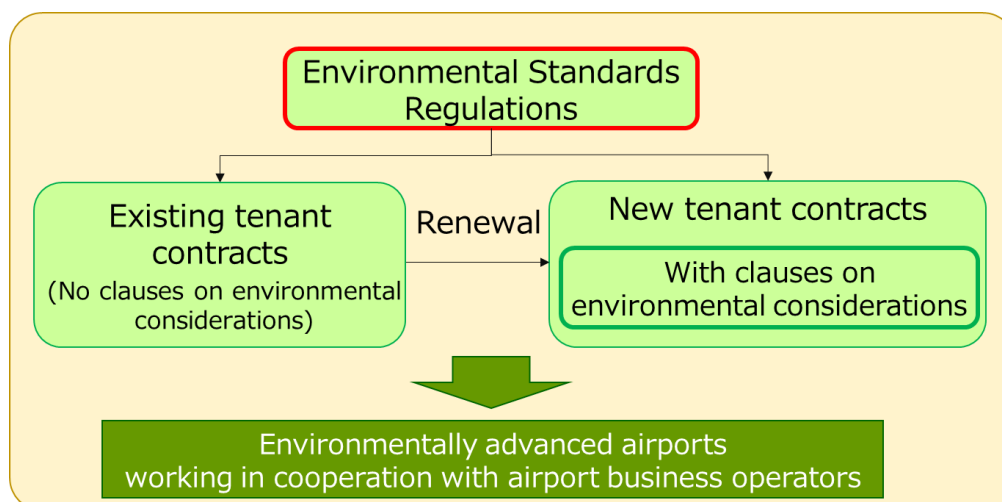 Environmental Standards
Regulations
Existing tenant
contracts
(No clauses on environmental
considerations)
Renewal
New tenant contracts
With clauses on
environmental considerations
Environmentally advanced airports
working in cooperation with airport business operators